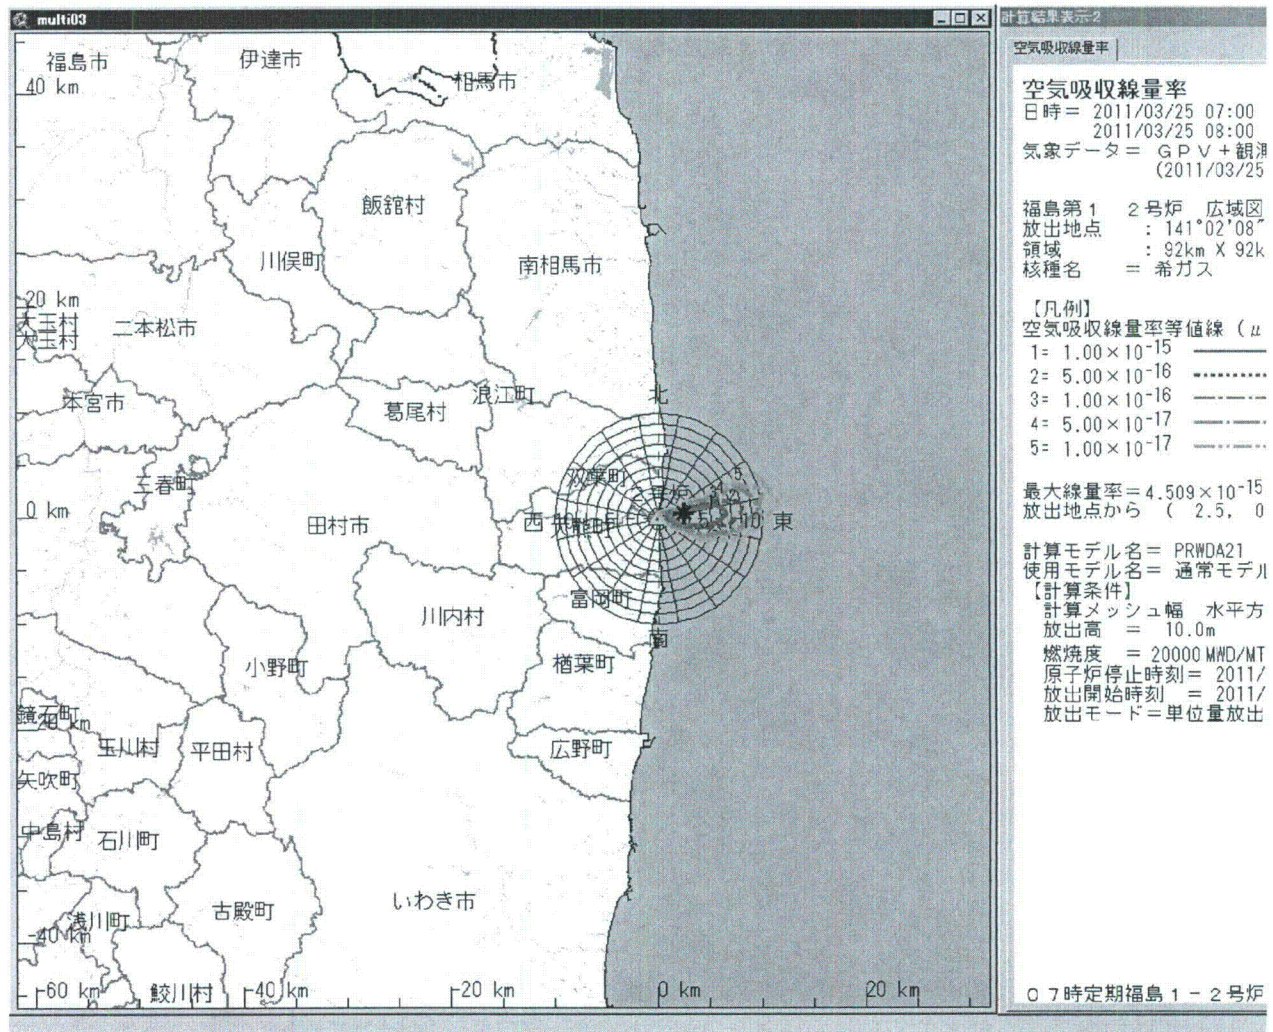 multi03
福島市
伊達市
相馬市
40 km
飯舘村
川俣町
南相馬市
20 km
大玉村
二本松市
大玉村
本宮市
葛尾村
浪江町
北
三春町
双葉町
5
0 km
田村市
西
大熊町
10
東
川内村
富岡町
南
小野町
楢葉町
鏡石町
-20 km
玉川村
平田村
広野町
矢吹町
中島村
石川町
いわき市
浅川町
古殿町
-40 km
鮫川村
-60 km
-40 km
-20 km
0 km
20 km
計算結果表示-2
空気吸収線量率
空気吸収線量率
日時= 2011/03/25 07:00
2011/03/25 08:00
気象データ= GPV+観測
(2011/03/25
福島第1 2号炉 広域図
放出地点 : 141°02'08"
領域 : 92km X 92k
核種名 = 希ガス
【凡例】
空気吸収線量率等値線 (μ
1= 1.00×10-15
2= 5.00×10-16
3= 1.00×10-16
4= 5.00×10-17
5= 1.00×10-17
最大線量率=4.509×10-15
放出地点から ( 2.5, 0
計算モデル名= PRWDA21
使用モデル名= 通常モデル
【計算条件】
計算メッシュ幅 水平方
放出高 = 10.0m
燃焼度 = 20000MWD/MT
原子炉停止時刻= 2011/
放出開始時刻 = 2011/
放出モード=単位量放出
07時定期福島1-2号炉